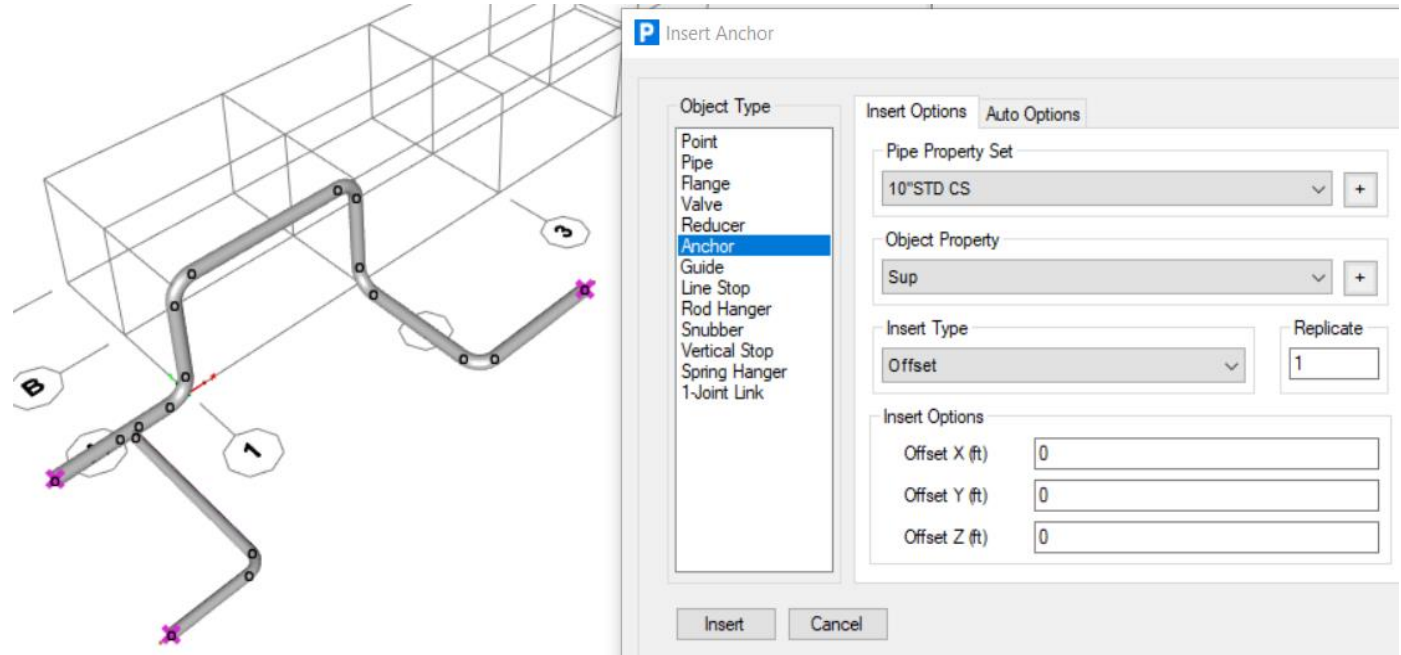 P Insert Anchor
Object Type
Point
Pipe
Flange
Valve
Reducer
Anchor
Guide
Line Stop
Rod Hanger
Snubber
Vertical Stop
Spring Hanger
1-Joint Link
Insert Options Auto Options
Pipe Property Set
10"STD CS
+
Object Property
Sup
+
Insert Type
Offset
Replicate
1
Insert Options
Offset X (ft) 0
Offset Y (ft) 0
Offset Z (ft) 0
Insert Cancel
3
B
1